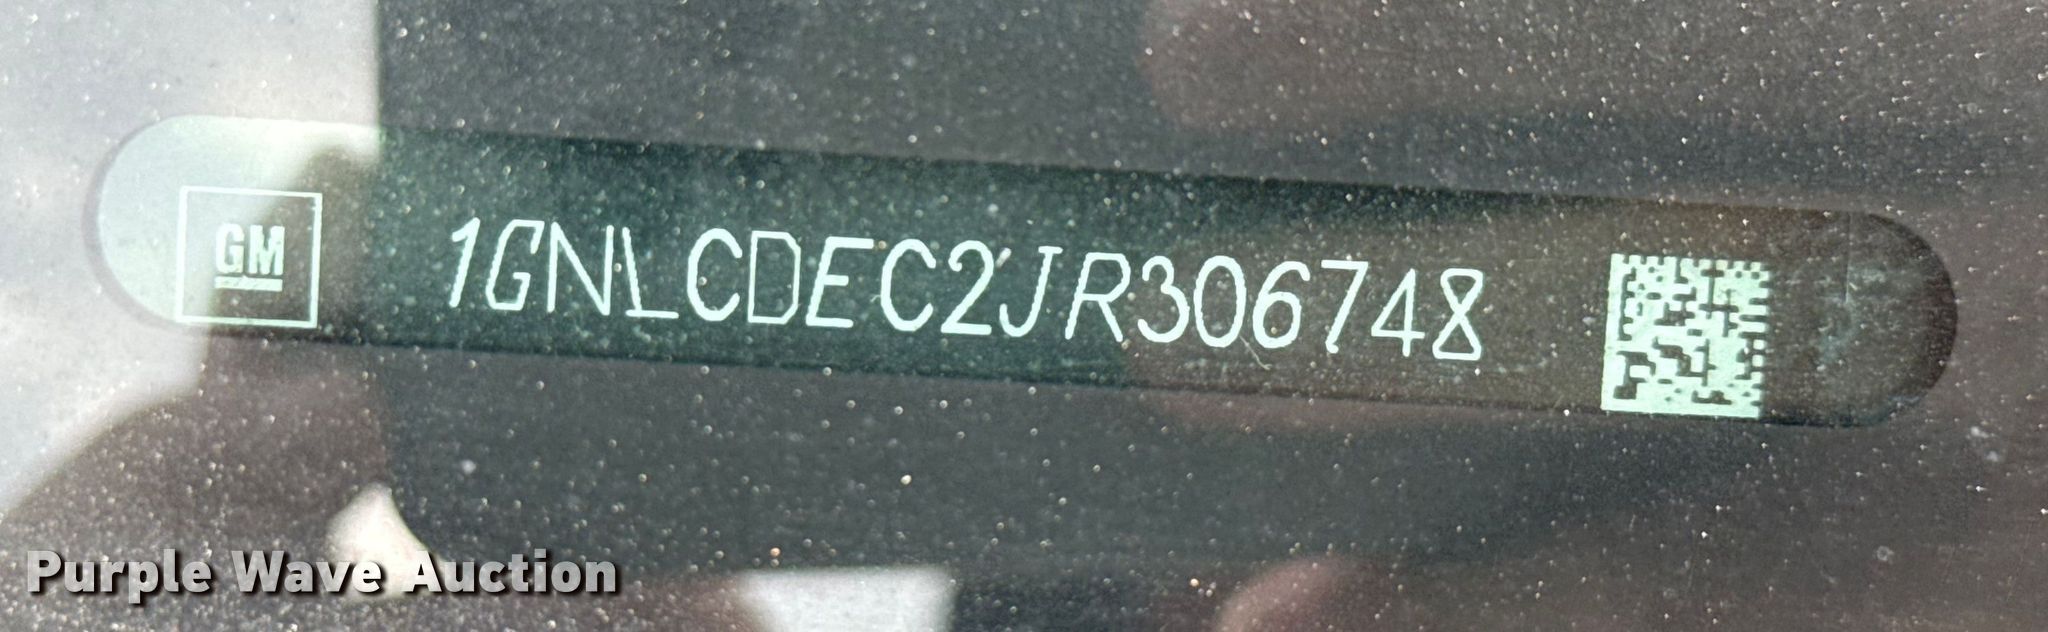 GM
1GNLCDEC2JR306748
Purple Wave Auction